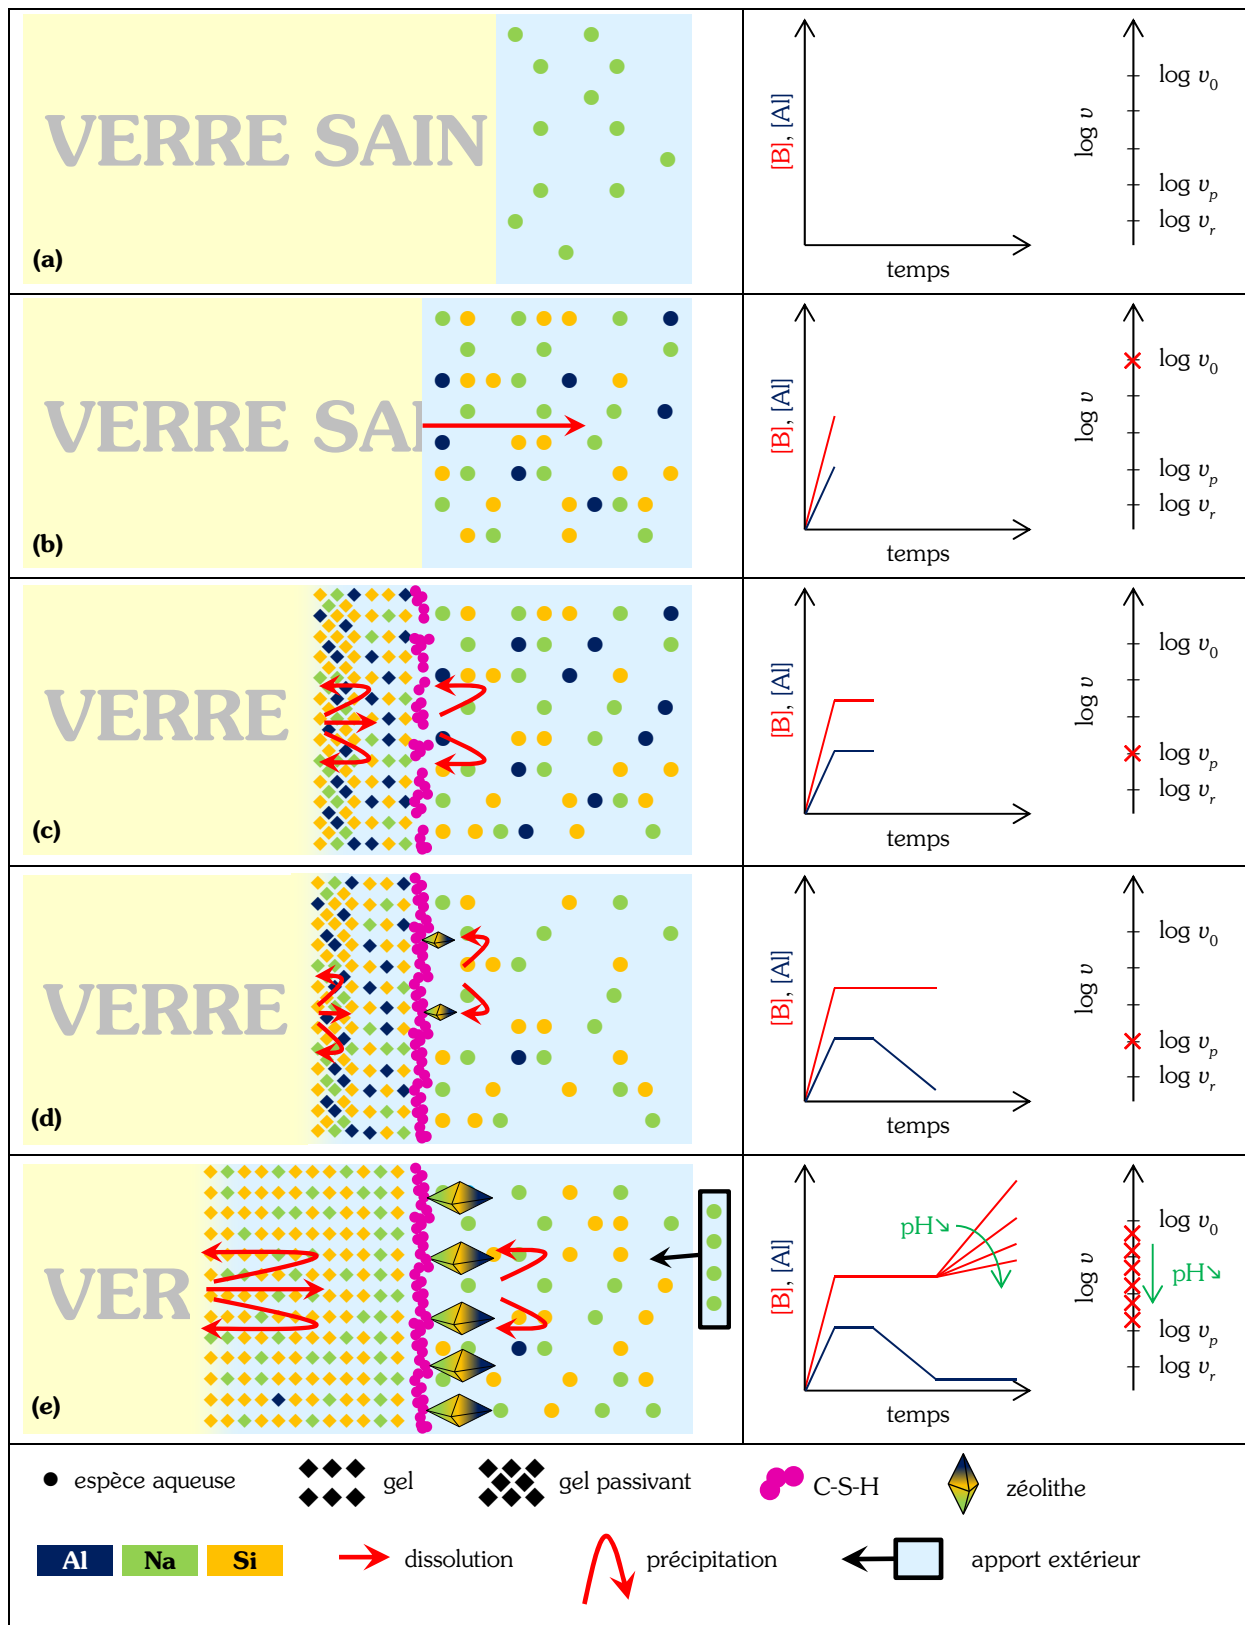 VERRE SAIN
(a)
[B], [Al]
temps
log υ
log υ0
log υp
log υr
VERRE SAI
(b)
[B], [Al]
temps
log υ
log υ0
log υp
log υr
VERRE
(c)
[B], [Al]
temps
log υ
log υ0
log υp
log υr
VERRE
(d)
[B], [Al]
temps
log υ
log υ0
log υp
log υr
VER
(e)
[B], [Al]
pH↘
temps
log υ
log υ0
pH↘
log υp
log υr
espèce aqueuse
gel
gel passivant
C-S-H
zéolithe
Al Na Si
dissolution
précipitation
apport extérieur